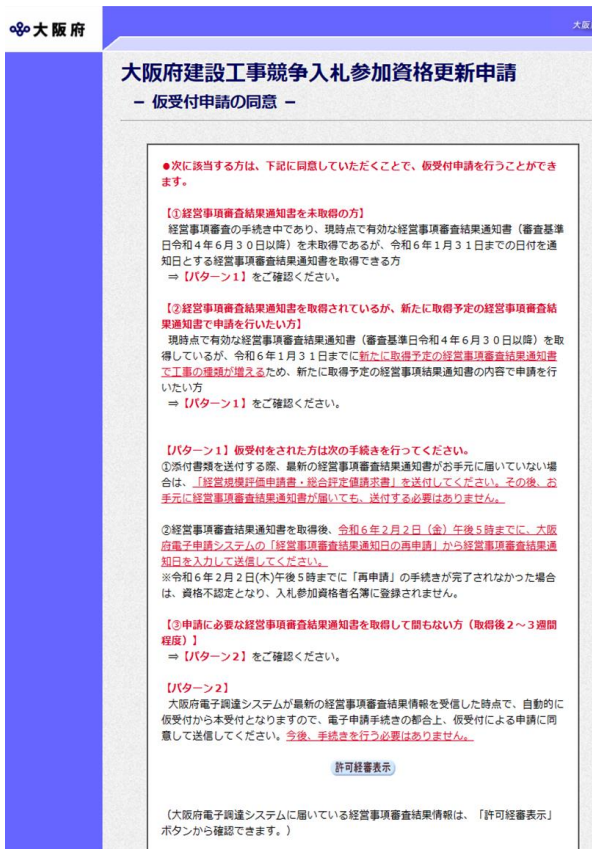 大阪府
大阪
大阪府建設工事競争入札参加資格更新申請
－ 仮受付申請の同意 －
●次に該当する方は、下記に同意していただくことで、仮受付申請を行うことができ
ます。
【①経営事項審査結果通知書を未取得の方】
経営事項審査の手続き中であり、現時点で有効な経営事項審査結果通知書（審査基準
日令和４年６月３０日以降）を未取得であるが、令和６年１月３１日までの日付を通
知日とする経営事項審査結果通知書を取得できる方
⇒【パターン１】をご確認ください。
【②経営事項審査結果通知書を取得されているが、新たに取得予定の経営事項審査結
果通知書で申請を行いたい方】
現時点で有効な経営事項審査結果通知書（審査基準日令和４年６月３０日以降）を取
得しているが、令和６年１月３１日までに新たに取得予定の経営事項審査結果通知書
で工事の種類が増えるため、新たに取得予定の経営事項結果通知書の内容で申請を行
いたい方
⇒【パターン１】をご確認ください。
【パターン１】仮受付をされた方は次の手続きを行ってください。
①添付書類を送付する際、最新の経営事項審査結果通知書がお手元に届いていない場
合は、「経営規模評価申請書・総合評定値請求書」を送付してください。その後、お
手元に経営事項審査結果通知書が届いても、送付する必要はありません。
②経営事項審査結果通知書を取得後、令和６年２月２日（金）午後５時までに、大阪
府電子申請システムの「経営事項審査結果通知日の再申請」から経営事項審査結果通
知日を入力して送信してください。
※令和６年２月２日(木)午後５時までに「再申請」の手続きが完了されなかった場合
は、資格不認定となり、入札参加資格者名簿に登録されません。
【③申請に必要な経営事項審査結果通知書を取得して間もない方（取得後２～３週間
程度）】
⇒【パターン２】をご確認ください。
【パターン２】
大阪府電子調達システムが最新の経営事項審査結果情報を受信した時点で、自動的に
仮受付から本受付となりますので、電子申請手続きの都合上、仮受付による申請に同
意して送信してください。今後、手続きを行う必要はありません。
許可経審表示
（大阪府電子調達システムに届いている経営事項審査結果情報は、「許可経審表示」
ボタンから確認できます。）